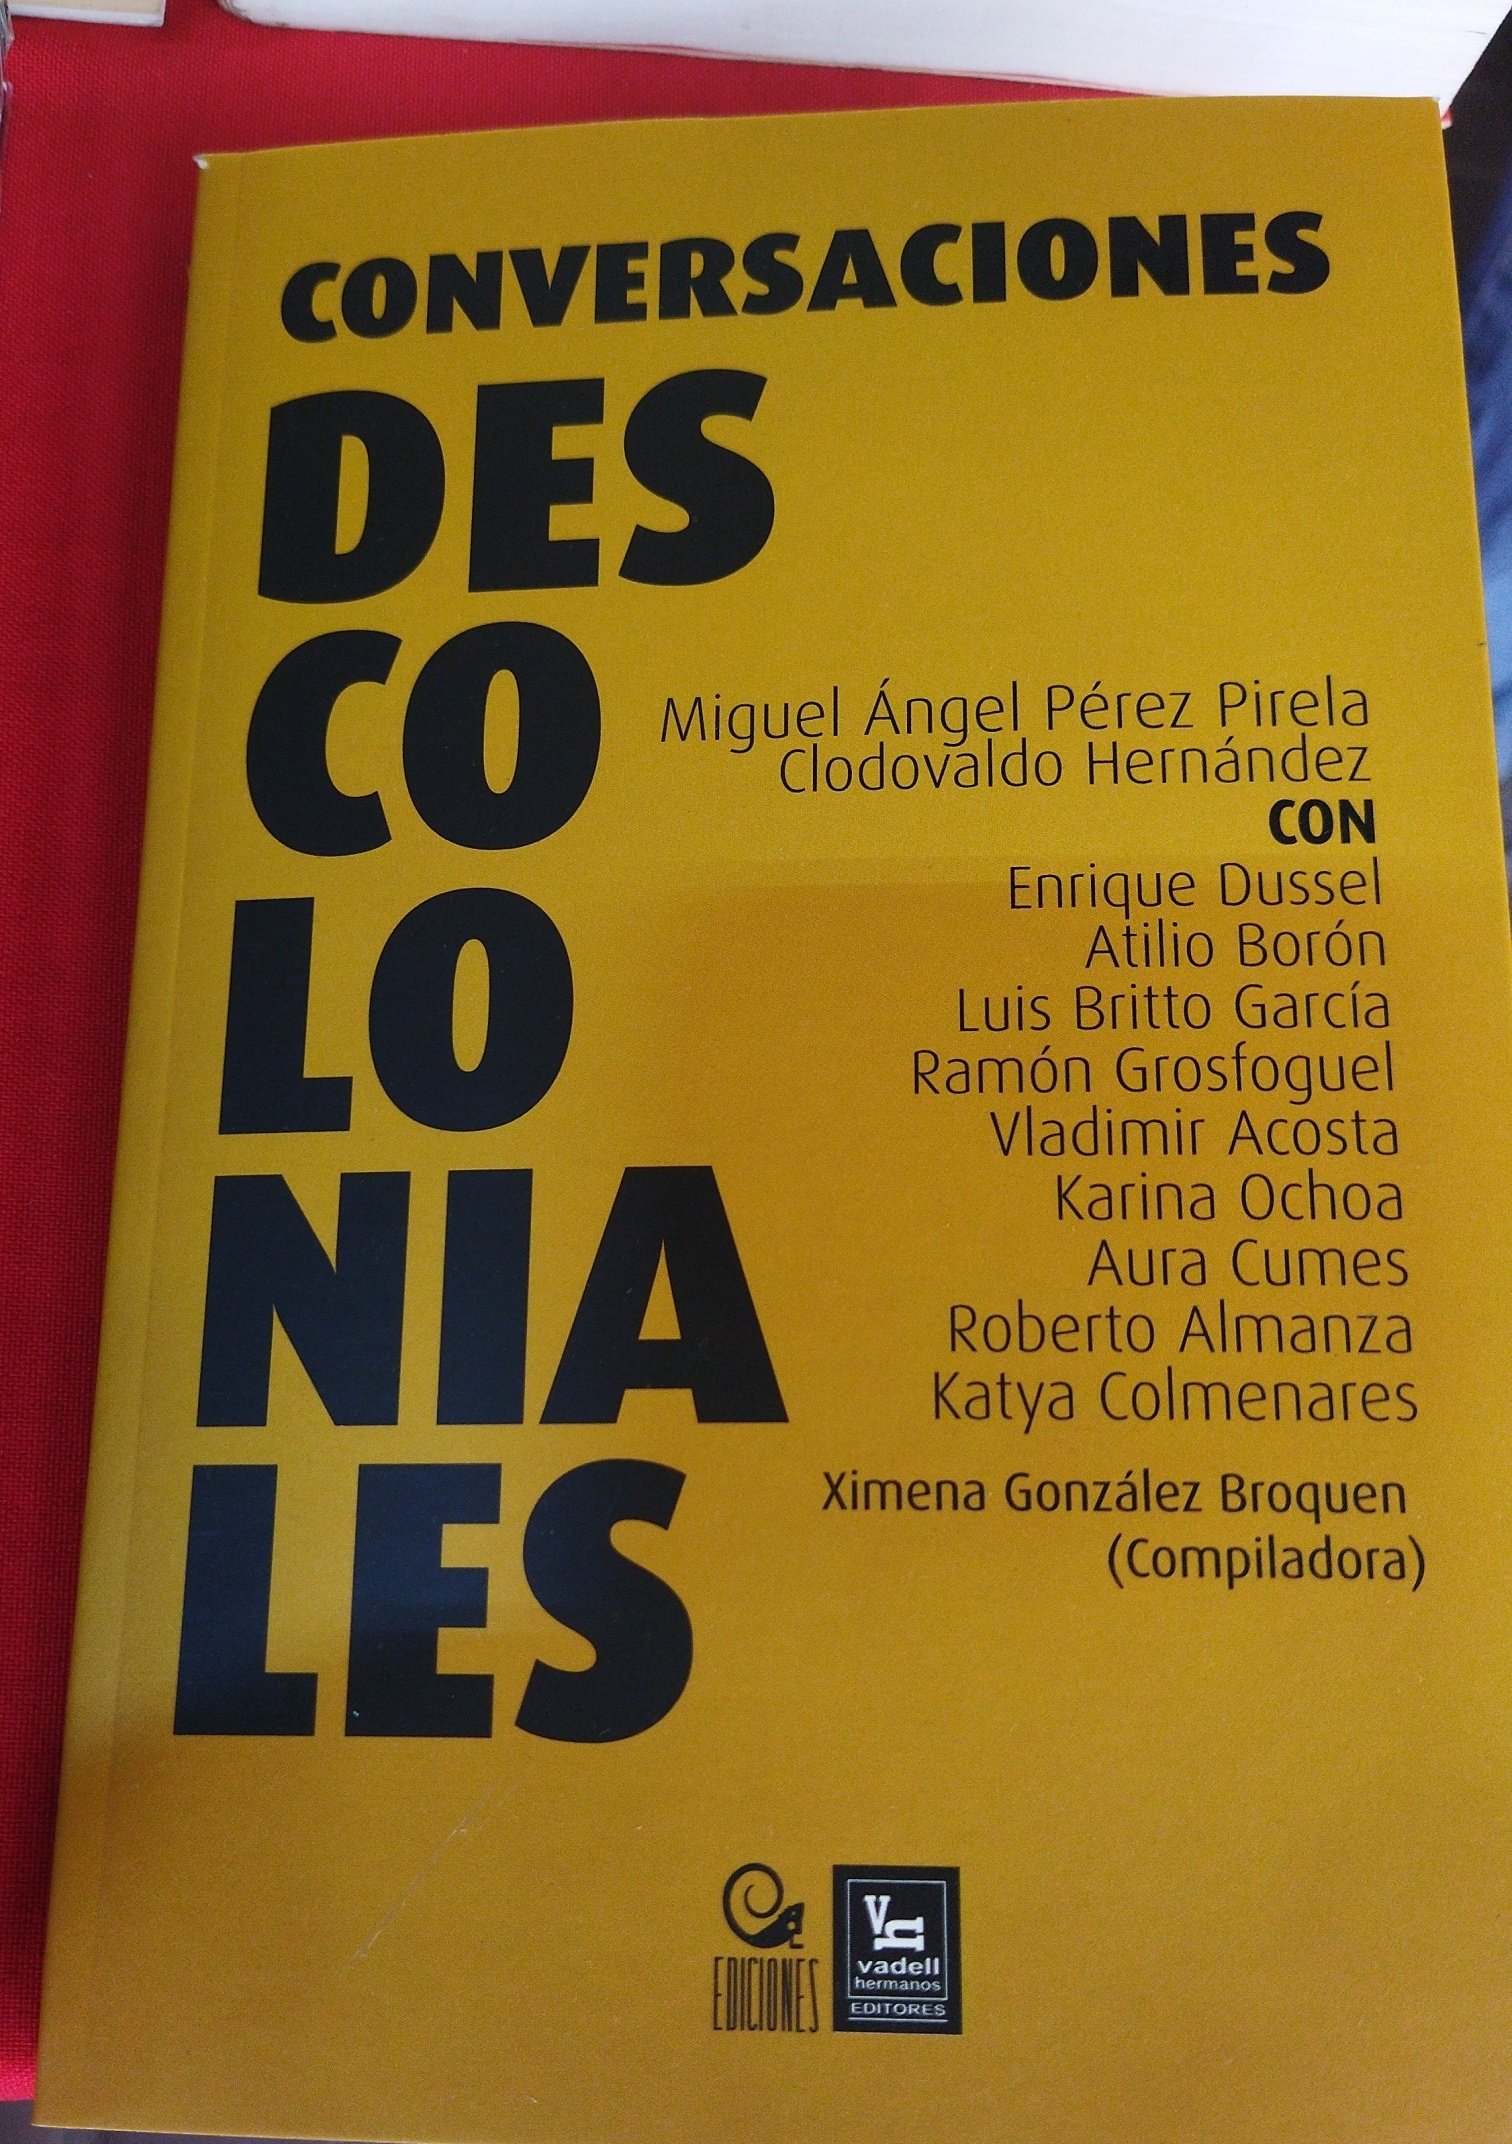 CONVERSACIONES
DES
CO
LO
NIA
LES
Miguel Ángel Pérez Pirela
Clodovaldo Hernández
CON
Enrique Dussel
Atilio Borón
Luis Britto García
Ramón Grosfoguel
Vladimir Acosta
Karina Ochoa
Aura Cumes
Roberto Almanza
Katya Colmenares
Ximena González Broquen
(Compiladora)
EDICIONES
vadell
hermanos
EDITORES